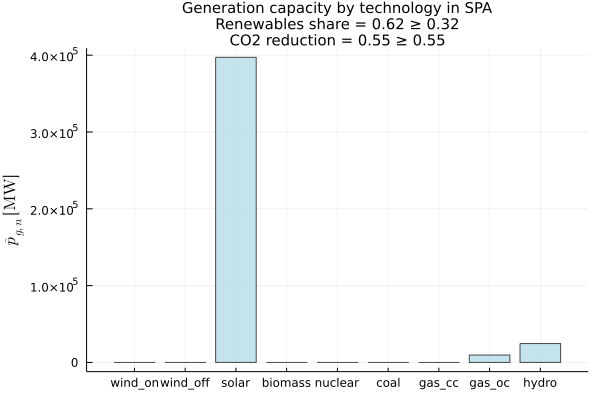 Generation capacity by technology in SPA
Renewables share = 0.62 ≥ 0.32
CO2 reduction = 0.55 ≥ 0.55
4.0×10⁵
3.0×10⁵
2.0×10⁵
1.0×10⁵
0
p̄_g,n [MW]
wind_on wind_off solar biomass nuclear coal gas_cc gas_oc hydro